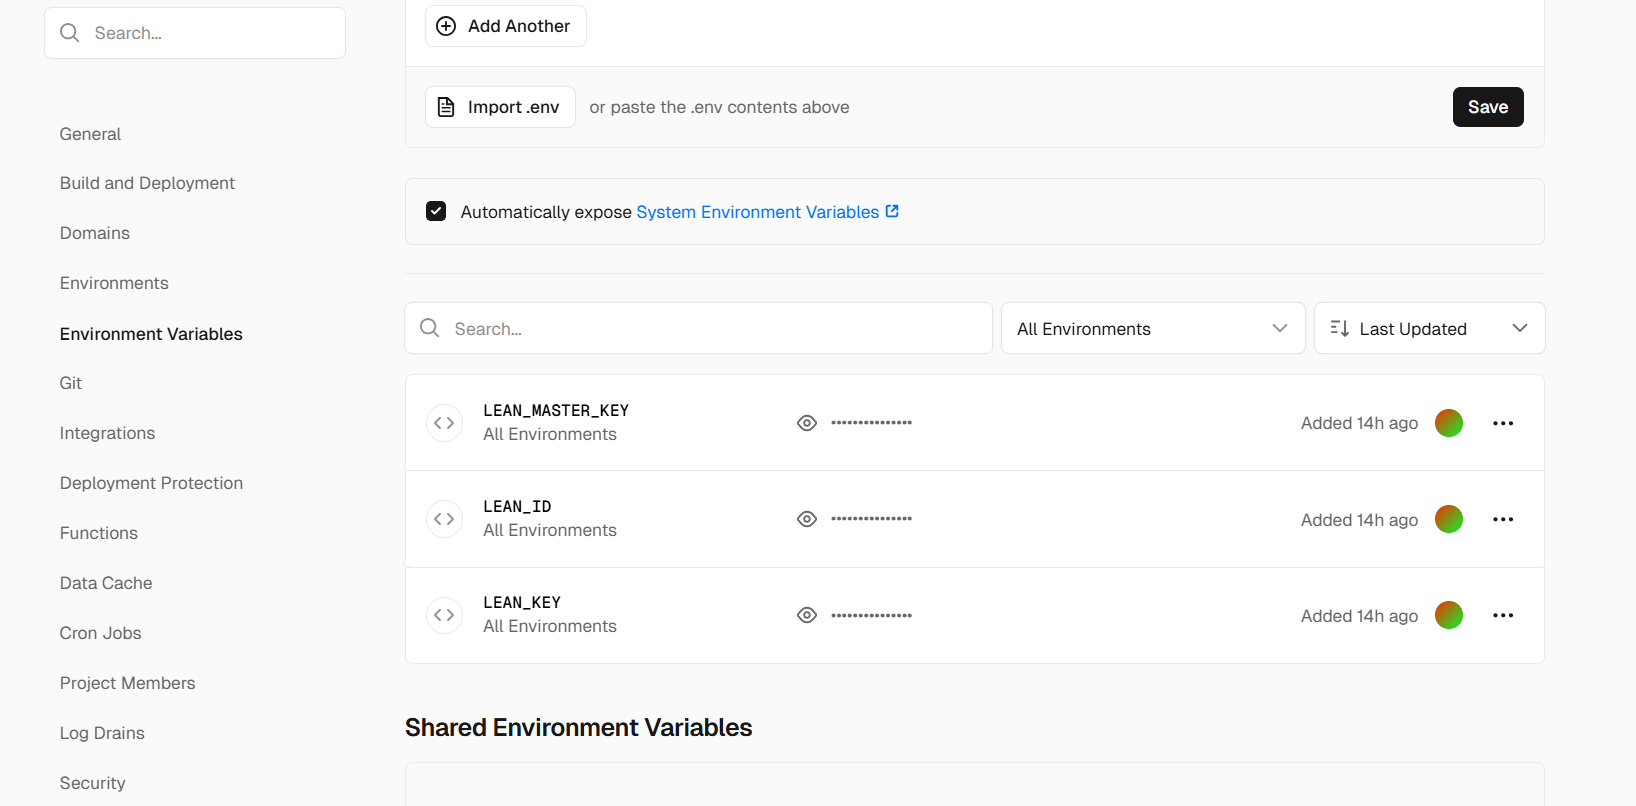 Search...
General
Build and Deployment
Domains
Environments
Environment Variables
Git
Integrations
Deployment Protection
Functions
Data Cache
Cron Jobs
Project Members
Log Drains
Security
Add Another
Import .env or paste the .env contents above Save
Automatically expose System Environment Variables
Search... All Environments Last Updated
LEAN_MASTER_KEY
All Environments
••••••••••••••• Added 14h ago
LEAN_ID
All Environments
••••••••••••••• Added 14h ago
LEAN_KEY
All Environments
••••••••••••••• Added 14h ago
Shared Environment Variables